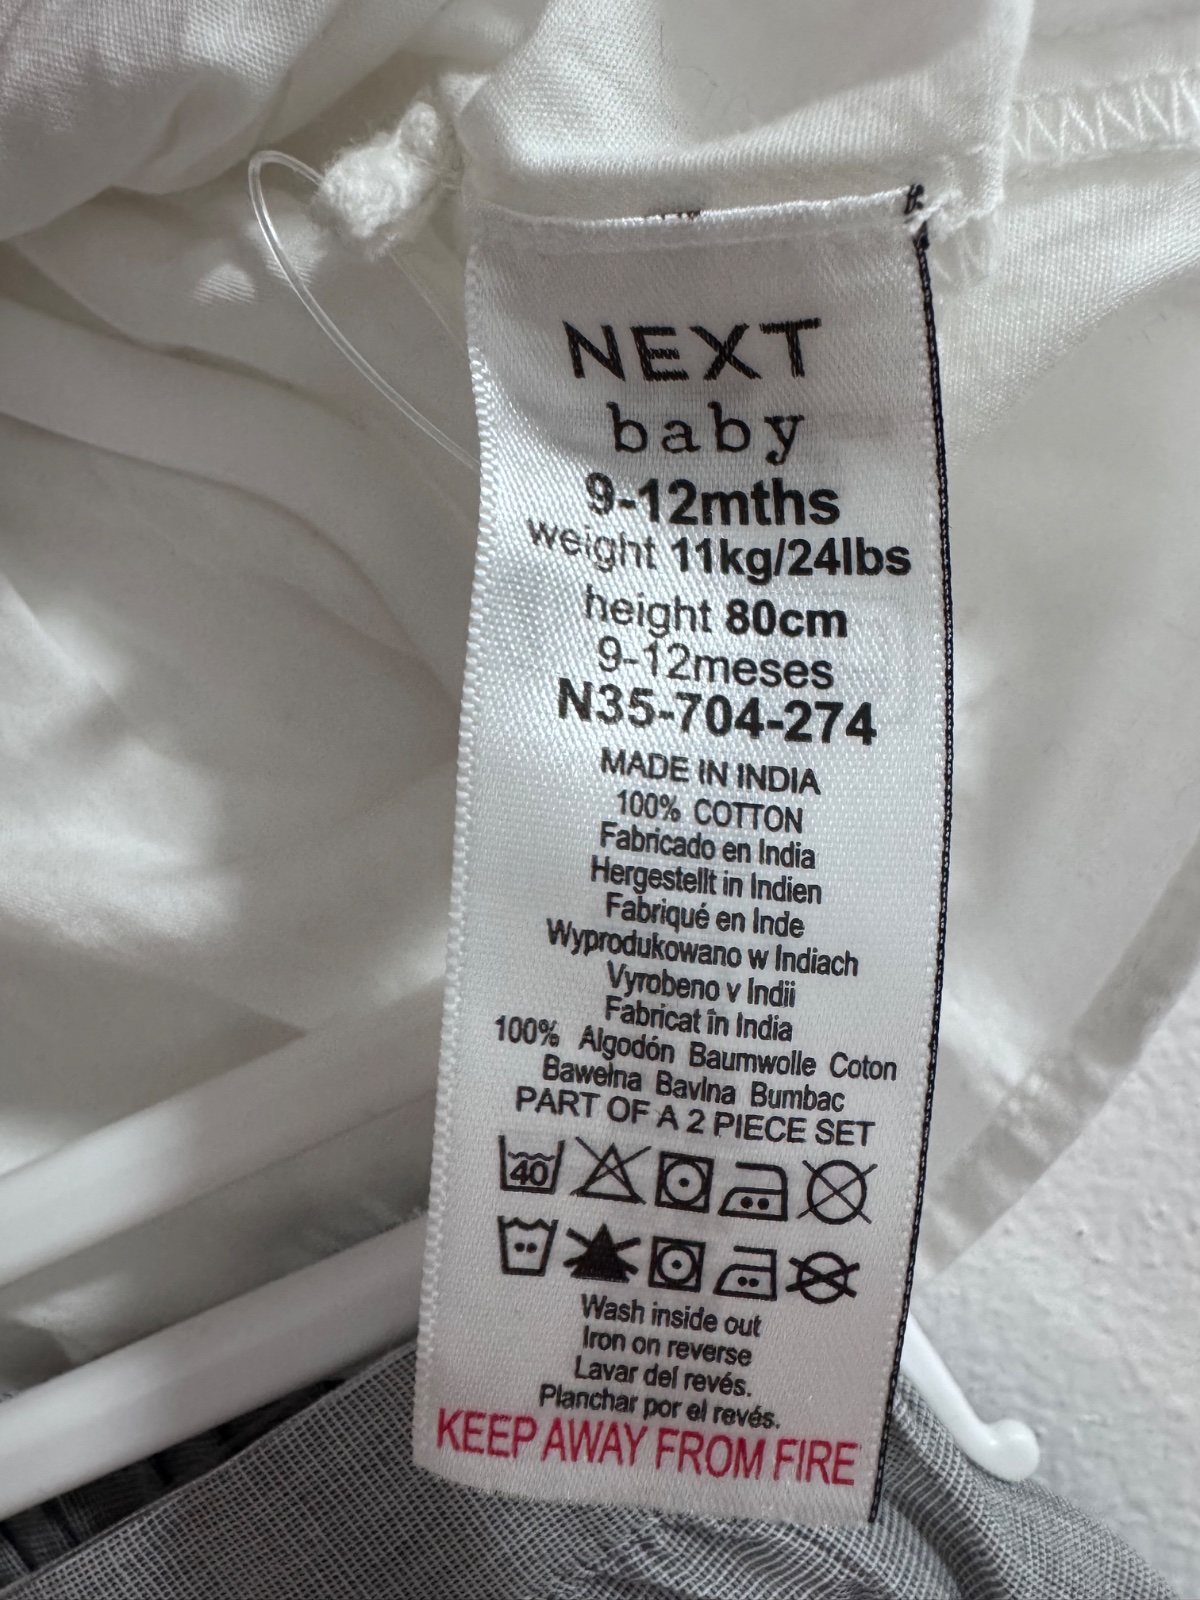 NEXT
baby
9-12mths
weight 11kg/24lbs
height 80cm
9-12meses
N35-704-274
MADE IN INDIA
100% COTTON
Fabricado en India
Hergestellt in Indien
Fabriqué en Inde
Wyprodukowano w Indiach
Vyrobeno v Indii
Fabricat în India
100% Algodón Baumwolle Coton
Bawełna Bavlna Bumbac
PART OF A 2 PIECE SET
40
Wash inside out
Iron on reverse
Lavar del revés.
Planchar por el revés.
KEEP AWAY FROM FIRE